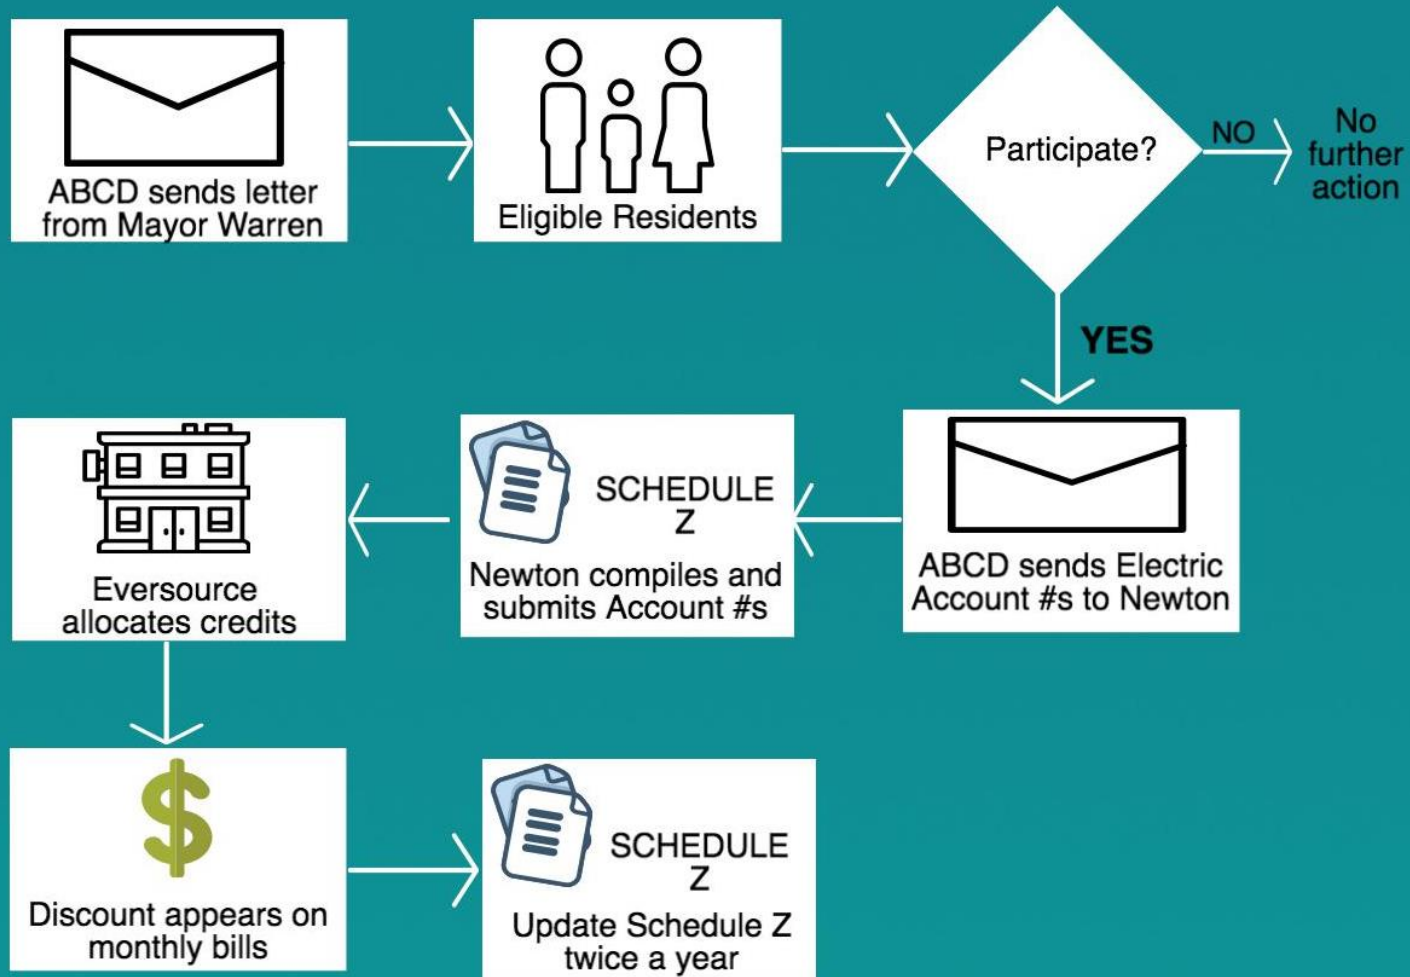 ABCD sends letter
from Mayor Warren
Eligible Residents
Participate?
NO
No
further
action
YES
ABCD sends Electric
Account #s to Newton
SCHEDULE
Z
Newton compiles and
submits Account #s
Eversource
allocates credits
Discount appears on
monthly bills
SCHEDULE
Z
Update Schedule Z
twice a year